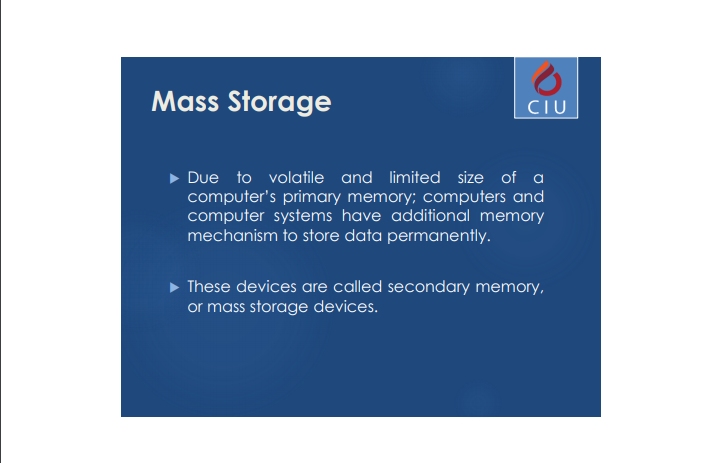 Mass Storage
CIU
Due to volatile and limited size of a
computer's primary memory; computers and
computer systems have additional memory
mechanism to store data permanently.
These devices are called secondary memory,
or mass storage devices.